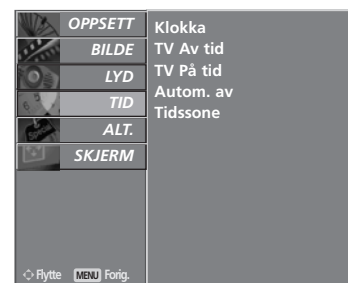 OPPSETT
BILDE
LYD
TID
ALT.
SKJERM
Klokka
TV Av tid
TV På tid
Autom. av
Tidssone
Flytte MENU Forig.